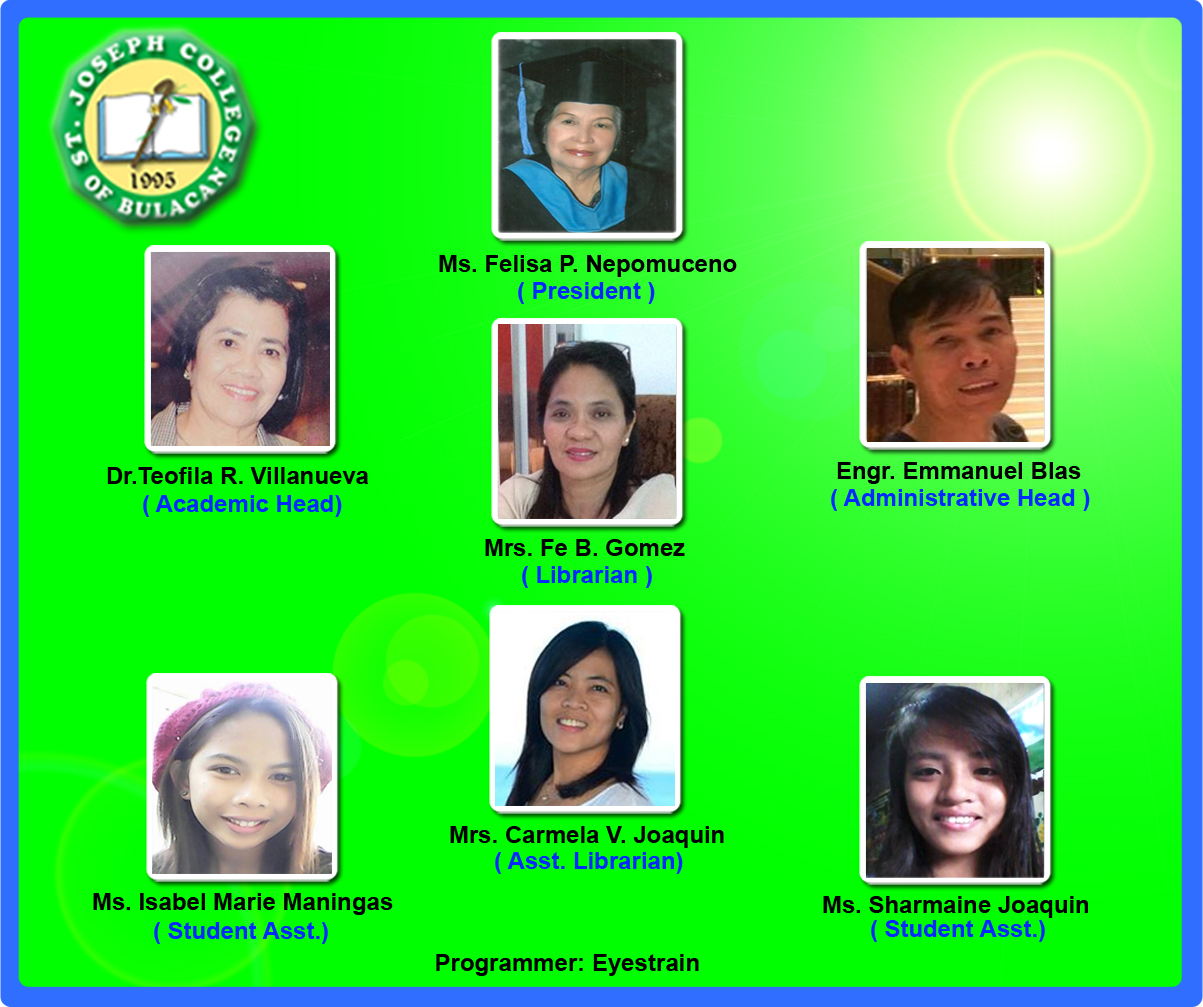 ST. JOSEPH COLLEGE
OF BULACAN
1995
Ms. Felisa P. Nepomuceno
( President )
Dr.Teofila R. Villanueva
( Academic Head)
Engr. Emmanuel Blas
( Administrative Head )
Mrs. Fe B. Gomez
( Librarian )
Mrs. Carmela V. Joaquin
( Asst. Librarian)
Ms. Isabel Marie Maningas
( Student Asst.)
Ms. Sharmaine Joaquin
( Student Asst.)
Programmer: Eyestrain